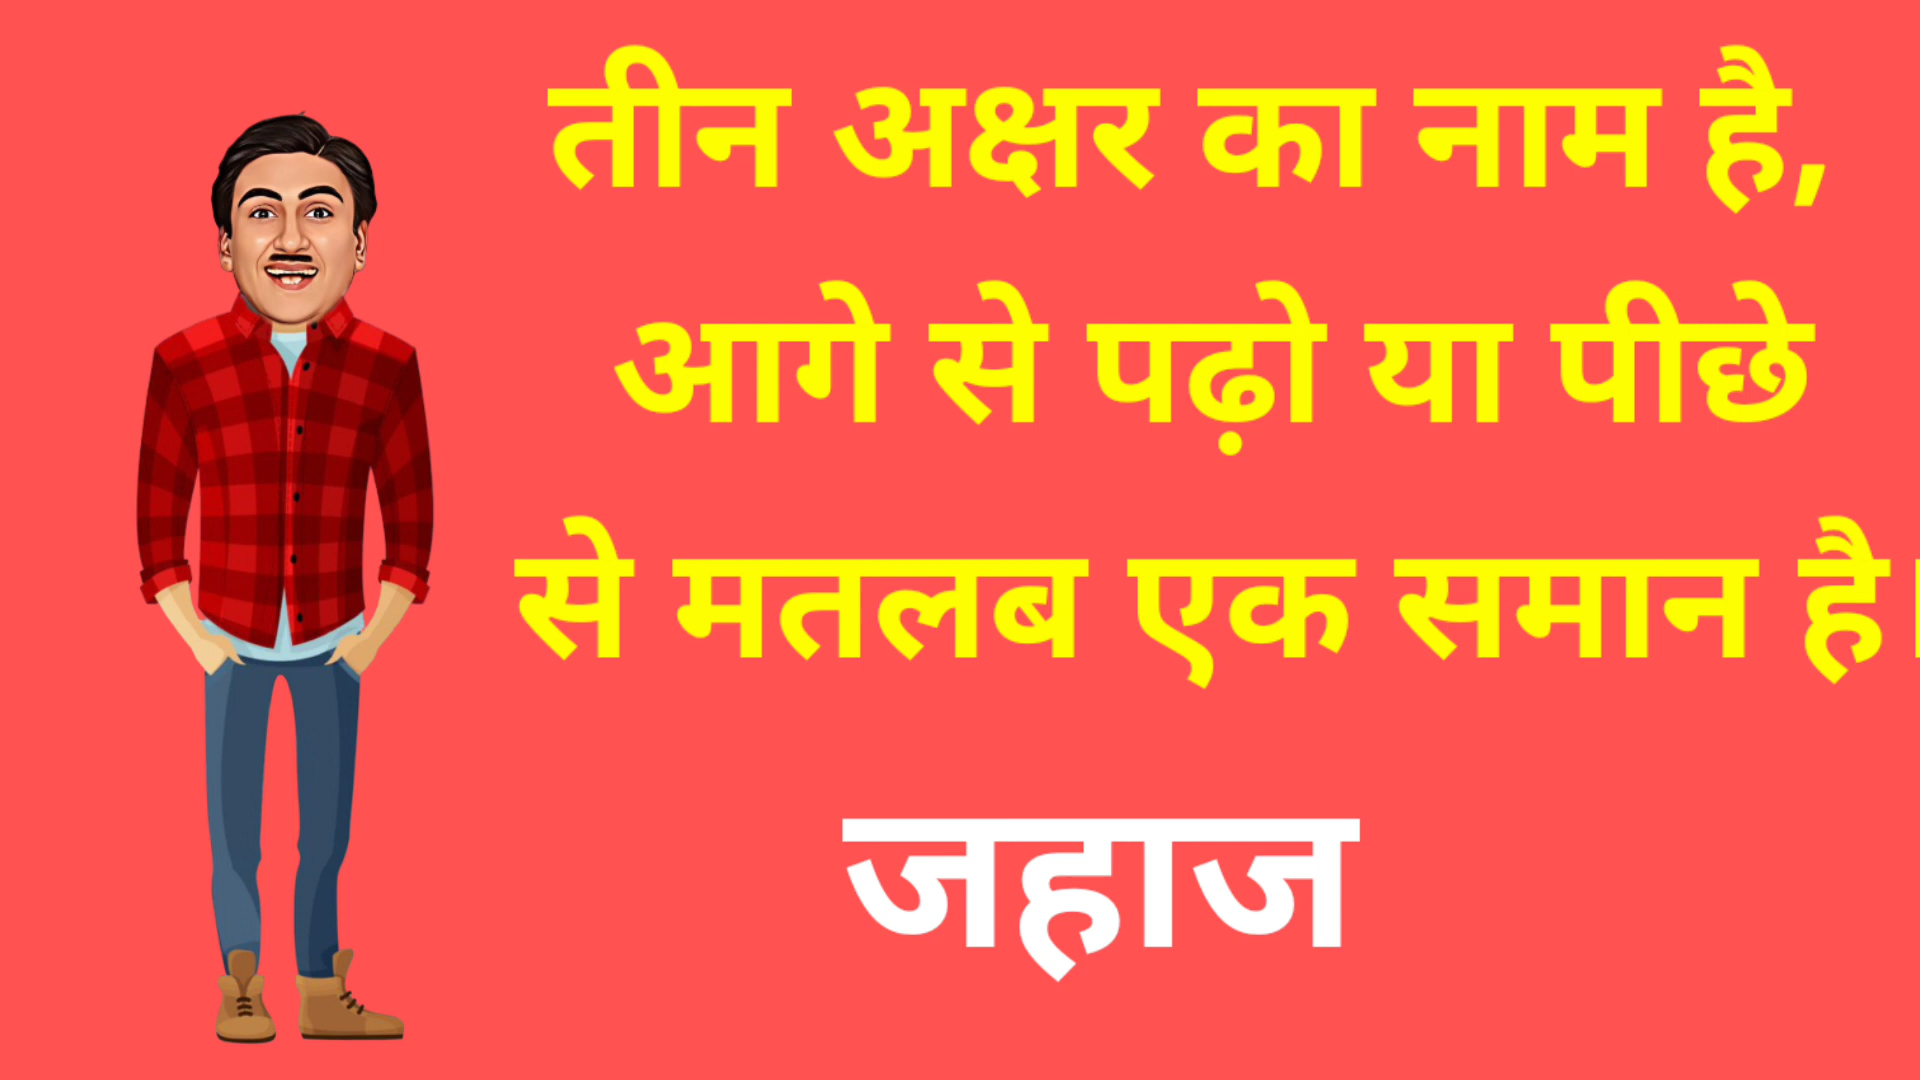 तीन अक्षर का नाम है,
आगे से पढ़ो या पीछे
से मतलब एक समान है।
जहाज